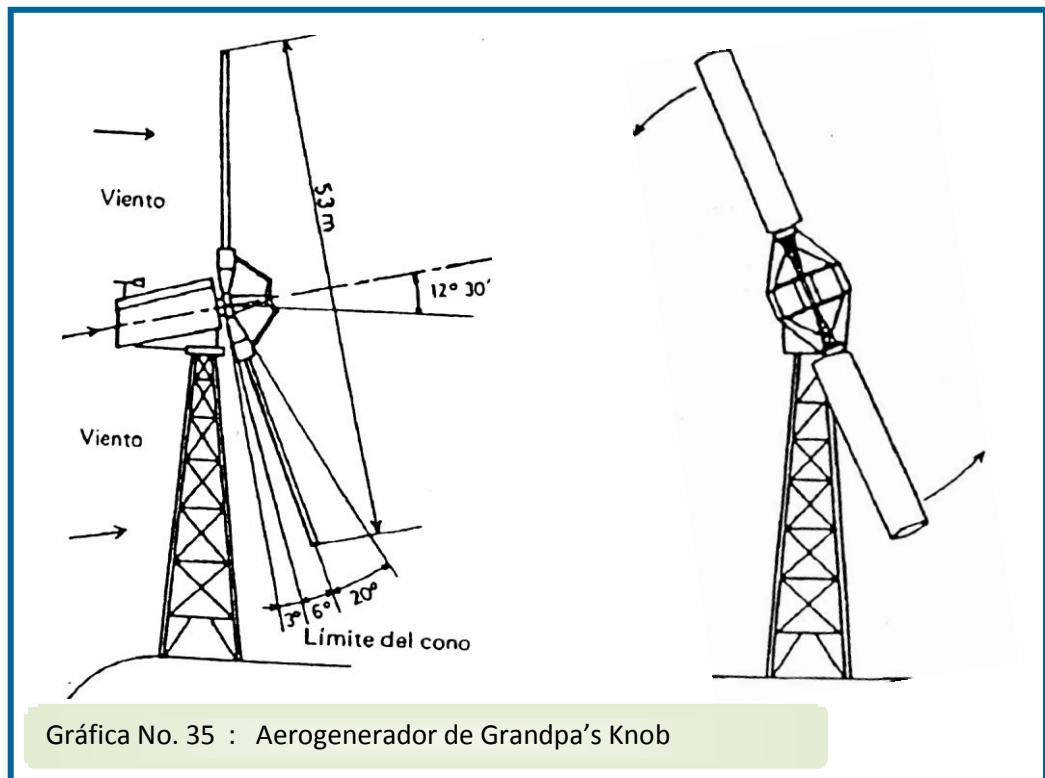 Viento
53 m
12° 30'
Viento
3° 6° 20°
Límite del cono
Gráfica No. 35 : Aerogenerador de Grandpa’s Knob